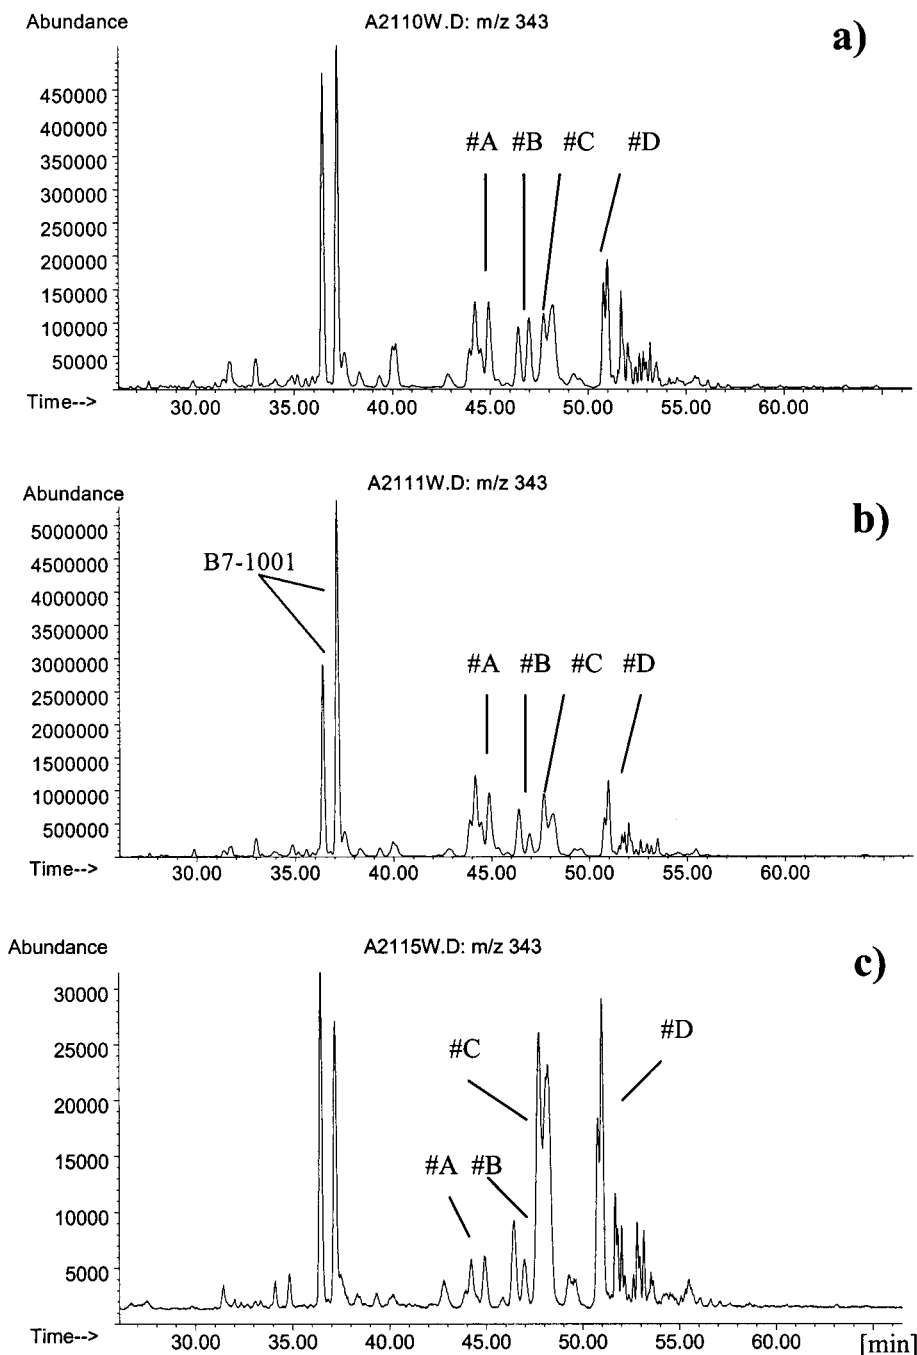 Abundance A2110W.D: m/z 343 a)
450000
400000
350000
300000
250000
200000
150000
100000
50000
#A #B #C #D
Time--> 30.00 35.00 40.00 45.00 50.00 55.00 60.00
Abundance A2111W.D: m/z 343 b)
5000000
4500000
4000000
3500000
3000000
2500000
2000000
1500000
1000000
500000
B7-1001
#A #B #C #D
Time--> 30.00 35.00 40.00 45.00 50.00 55.00 60.00
Abundance A2115W.D: m/z 343 c)
30000
25000
20000
15000
10000
5000
#C #D
#A #B
Time--> 30.00 35.00 40.00 45.00 50.00 55.00 60.00 [min]